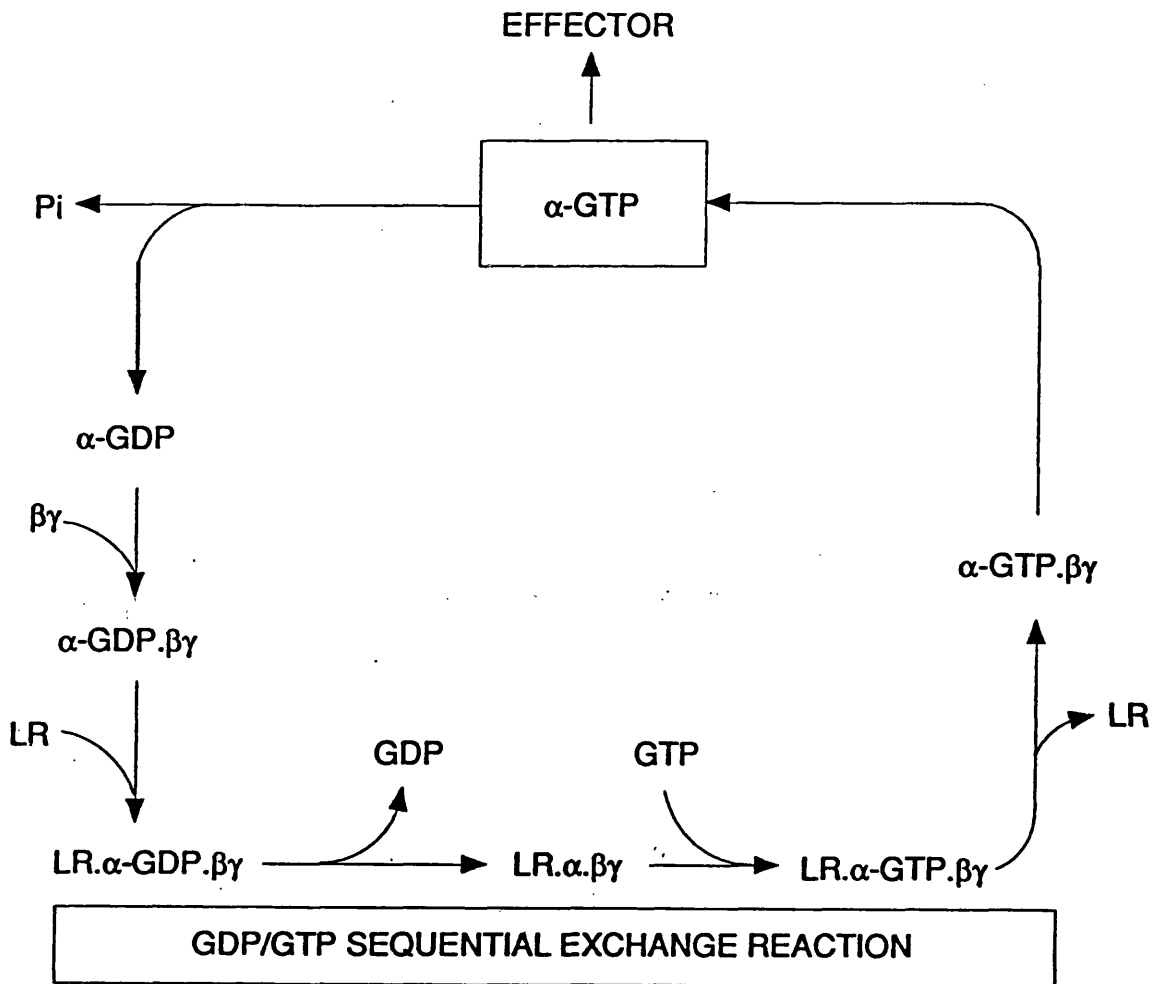 EFFECTOR
Pi
α-GTP
α-GDP
βγ
α-GTP.βγ
α-GDP.βγ
LR
LR
GDP
GTP
LR.α-GDP.βγ
LR.α.βγ
LR.α-GTP.βγ
GDP/GTP SEQUENTIAL EXCHANGE REACTION